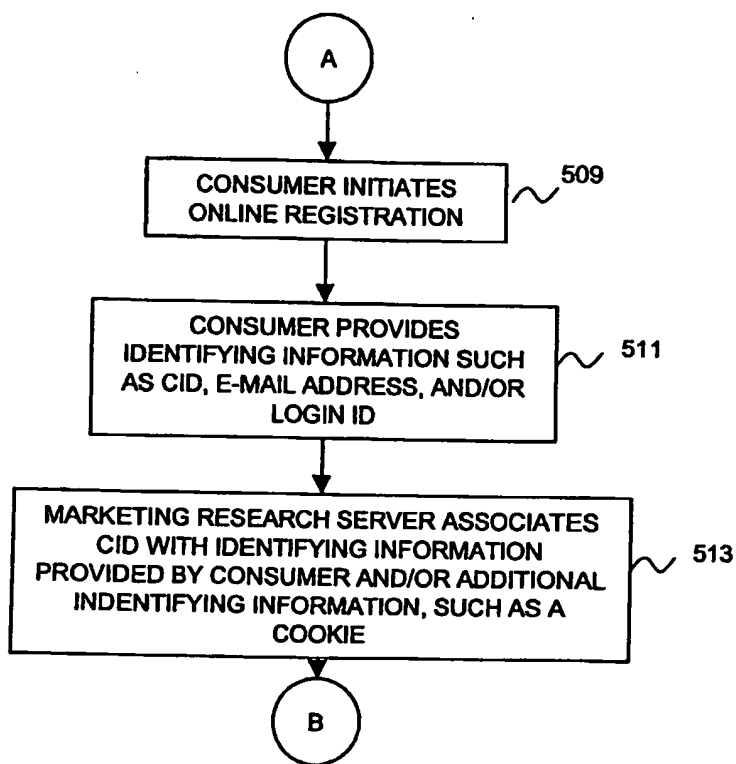 A
CONSUMER INITIATES
ONLINE REGISTRATION
509
CONSUMER PROVIDES
IDENTIFYING INFORMATION SUCH
AS CID, E-MAIL ADDRESS, AND/OR
LOGIN ID
511
MARKETING RESEARCH SERVER ASSOCIATES
CID WITH IDENTIFYING INFORMATION
PROVIDED BY CONSUMER AND/OR ADDITIONAL
INDENTIFYING INFORMATION, SUCH AS A
COOKIE
513
B